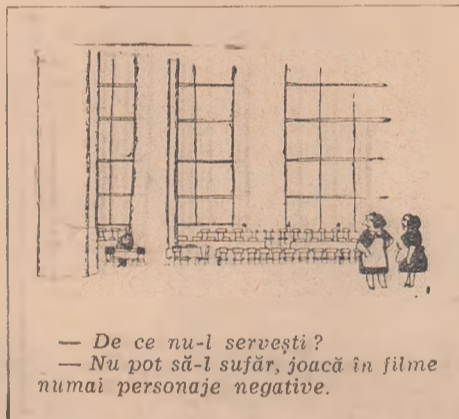 — De ce nu-l servești ?
— Nu pot să-l sufăr, joacă în filme
numai personaje negative.